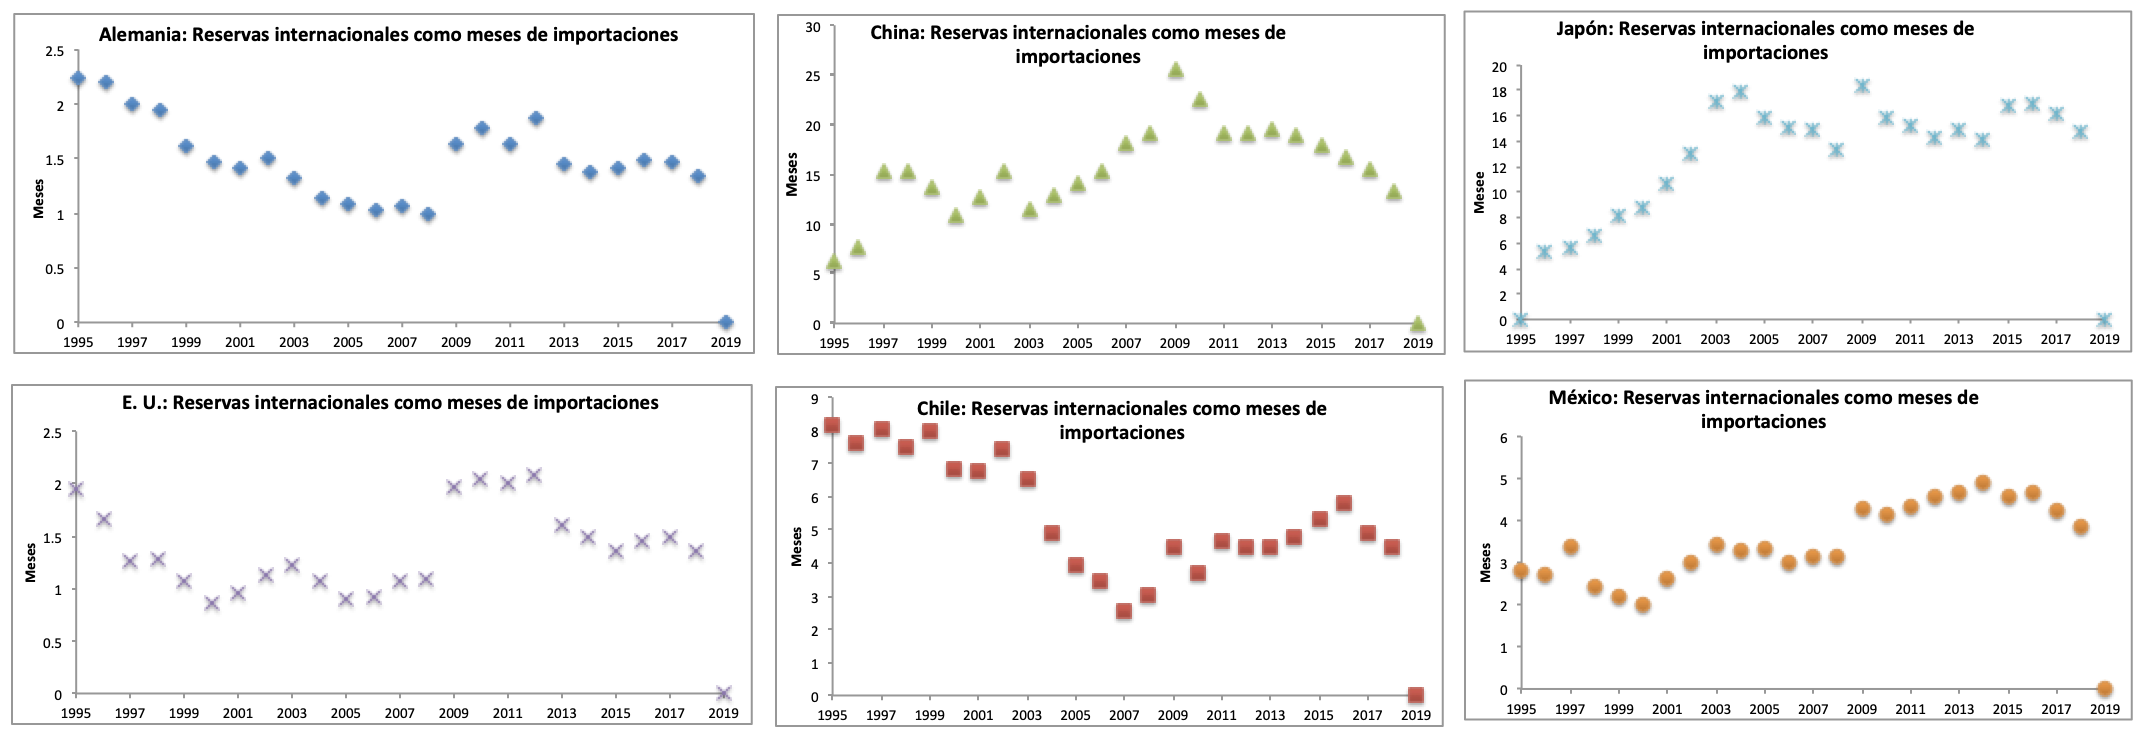 Alemania: Reservas internacionales como meses de importaciones
2.5
2
1.5
1
0.5
0
Meses
1995 1997 1999 2001 2003 2005 2007 2009 2011 2013 2015 2017 2019
China: Reservas internacionales como meses de
importaciones
30
25
20
15
10
5
0
Meses
1995 1997 1999 2001 2003 2005 2007 2009 2011 2013 2015 2017 2019
Japón: Reservas internacionales como meses de
importaciones
20
18
16
14
12
10
8
6
4
2
0
Mesee
1995 1997 1999 2001 2003 2005 2007 2009 2011 2013 2015 2017 2019
E. U.: Reservas internacionales como meses de importaciones
2.5
2
1.5
1
0.5
0
Meses
1995 1997 1999 2001 2003 2005 2007 2009 2011 2013 2015 2017 2019
Chile: Reservas internacionales como meses de
importaciones
9
8
7
6
5
4
3
2
1
0
Meses
1995 1997 1999 2001 2003 2005 2007 2009 2011 2013 2015 2017 2019
México: Reservas internacionales como meses de
importaciones
6
5
4
3
2
1
0
Meses
1995 1997 1999 2001 2003 2005 2007 2009 2011 2013 2015 2017 2019